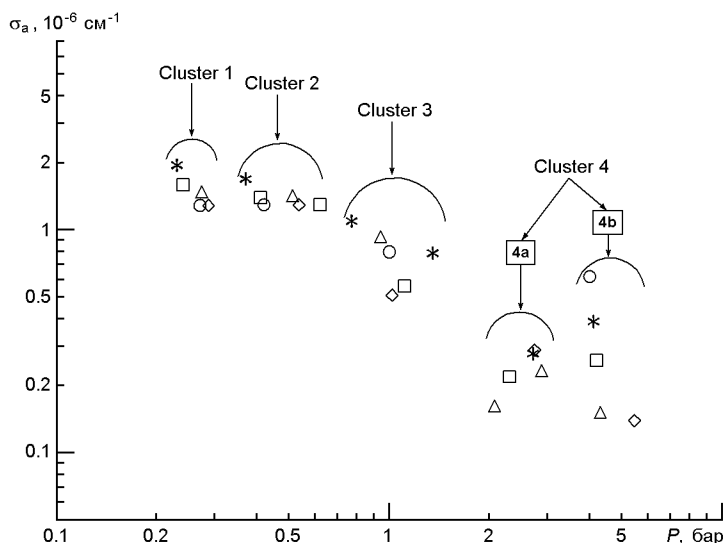 σa , 10⁻⁶ см⁻¹
5
2
1
0.5
0.2
0.1
Cluster 1
Cluster 2
Cluster 3
Cluster 4
4a
4b
0.1 0.2 0.5 1 2 5 P, бар